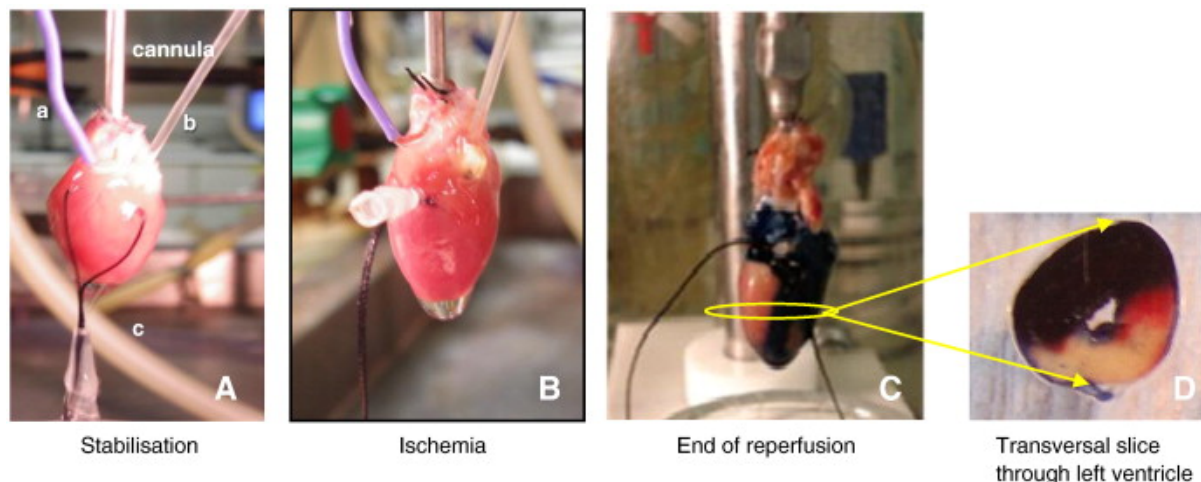 cannula
a
b
c
A
B
C
D
Stabilisation
Ischemia
End of reperfusion
Transversal slice
through left ventricle